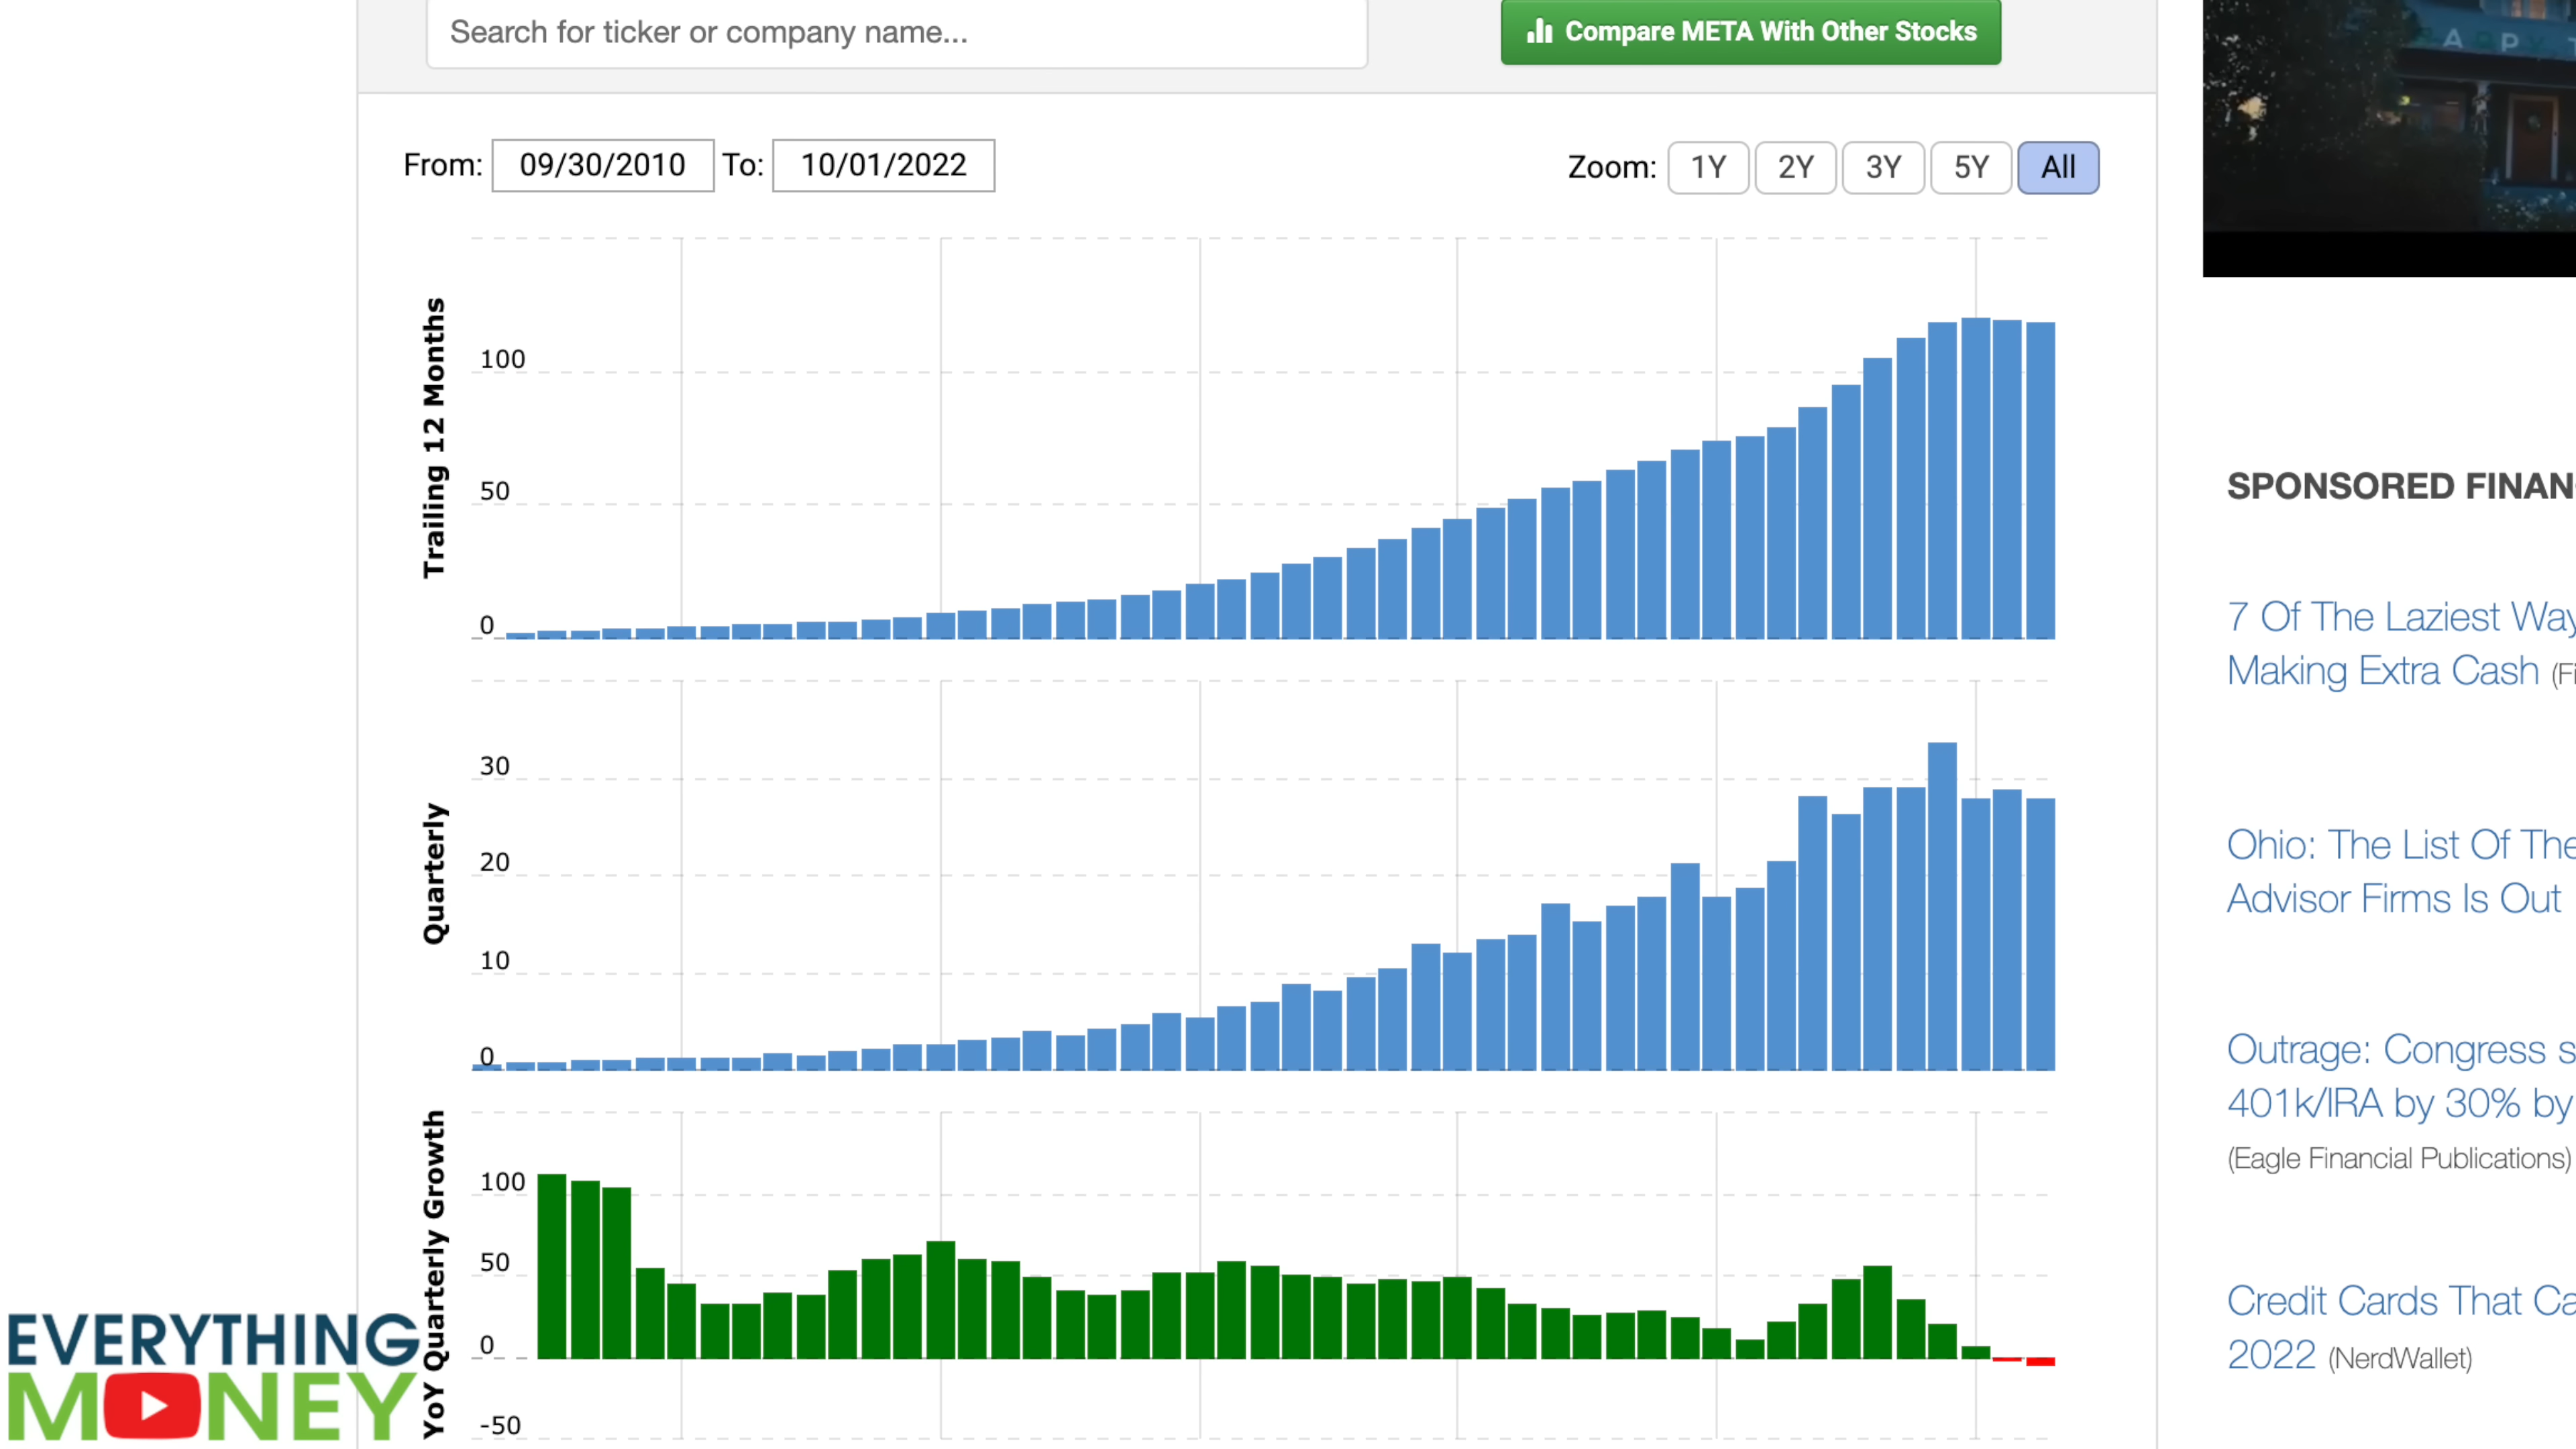 Search for ticker or company name...
Compare META With Other Stocks
From: 09/30/2010 To: 10/01/2022
Zoom: 1Y 2Y 3Y 5Y All
Trailing 12 Months
100
50
0
Quarterly
30
20
10
0
YoY Quarterly Growth
100
50
0
-50
A P
SPONSORED FINAN
7 Of The Laziest Way
Making Extra Cash (Fi
Ohio: The List Of The
Advisor Firms Is Out
Outrage: Congress s
401k/IRA by 30% by
(Eagle Financial Publications)
Credit Cards That Ca
2022 (NerdWallet)
EVERYTHING
MONEY